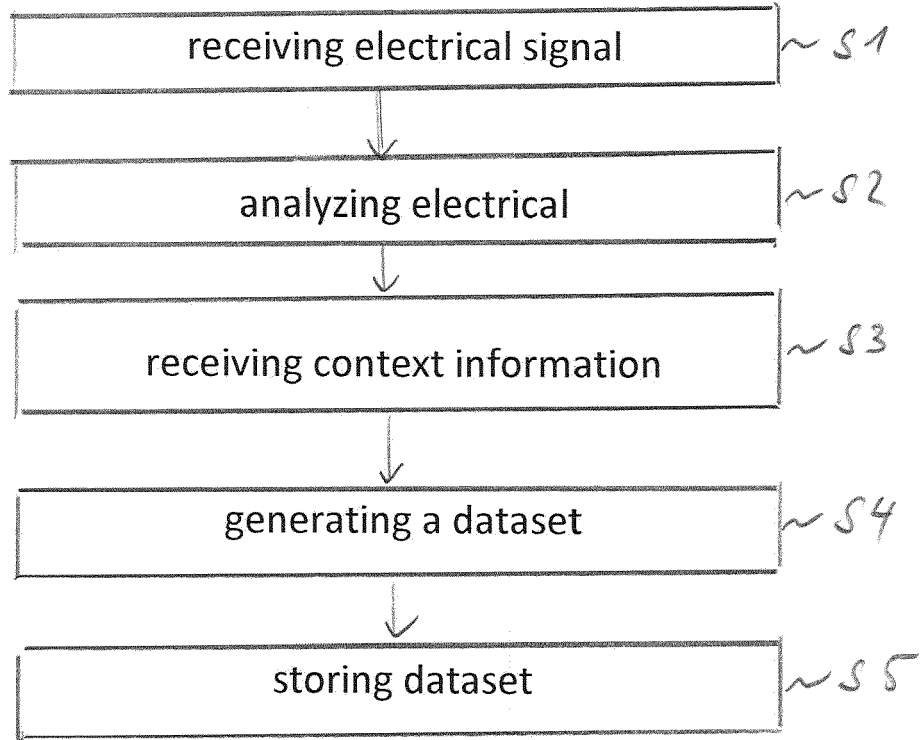 receiving electrical signal ~ S1
analyzing electrical ~ S2
receiving context information ~ S3
generating a dataset ~ S4
storing dataset ~ S5